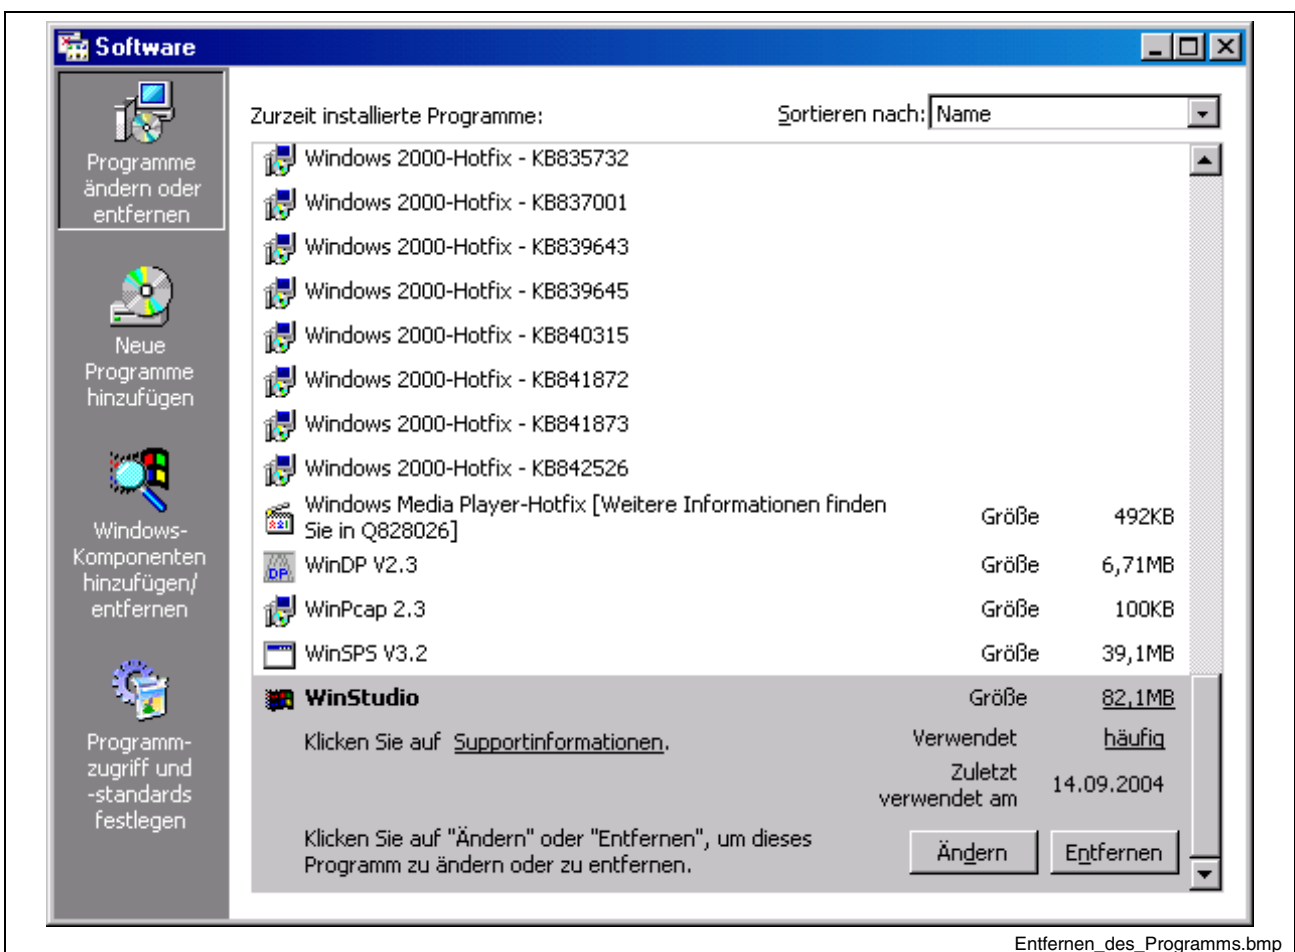 Software
Programme
ändern oder
entfernen
Neue
Programme
hinzufügen
Windows-
Komponenten
hinzufügen/
entfernen
Programm-
zugriff und
-standards
festlegen
Zurzeit installierte Programme:
Sortieren nach: Name
Windows 2000-Hotfix - KB835732
Windows 2000-Hotfix - KB837001
Windows 2000-Hotfix - KB839643
Windows 2000-Hotfix - KB839645
Windows 2000-Hotfix - KB840315
Windows 2000-Hotfix - KB841872
Windows 2000-Hotfix - KB841873
Windows 2000-Hotfix - KB842526
Windows Media Player-Hotfix [Weitere Informationen finden
Sie in Q828026]
Größe 492KB
DP WinDP V2.3 Größe 6,71MB
WinPcap 2.3 Größe 100KB
WinSPS V3.2 Größe 39,1MB
WinStudio Größe 82,1MB
Klicken Sie auf Supportinformationen.
Verwendet häufig
Zuletzt
verwendet am 14.09.2004
Klicken Sie auf "Ändern" oder "Entfernen", um dieses
Programm zu ändern oder zu entfernen.
Ändern Entfernen
Entfernen_des_Programms.bmp